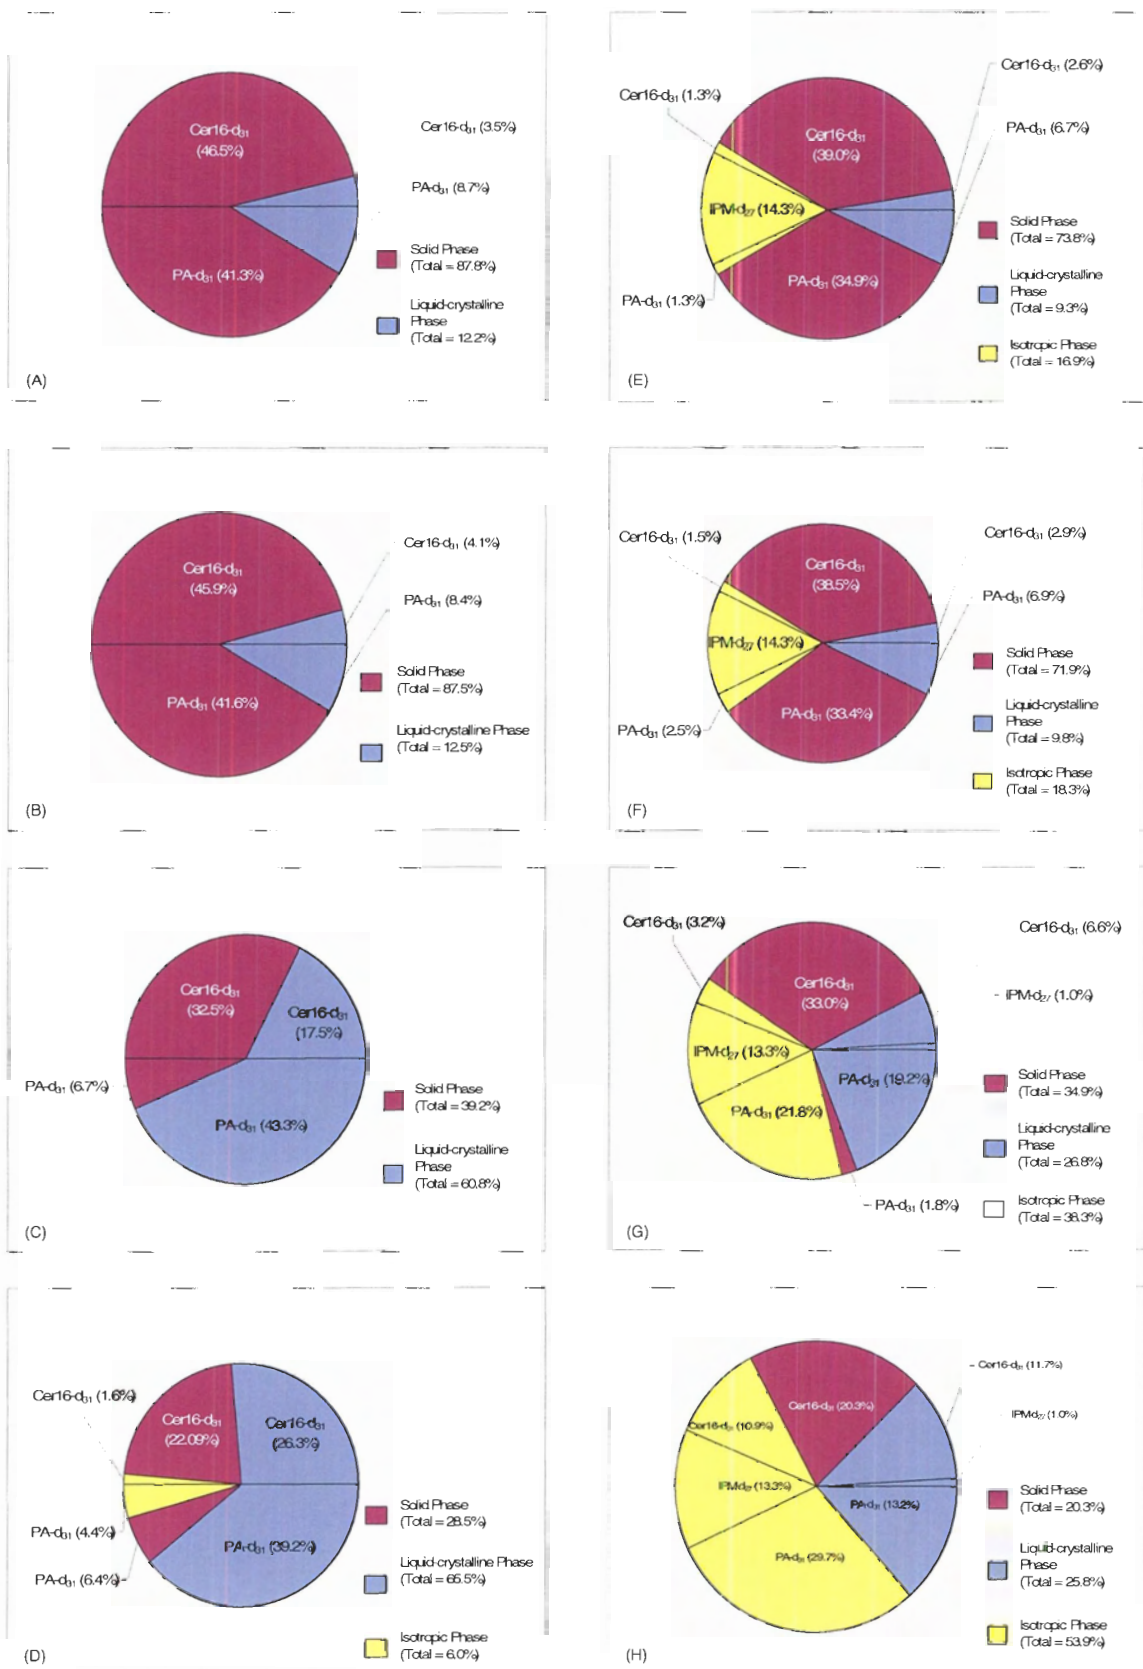 Cer16-d31
(46.5%)
Cer16-d31 (3.5%)
PA-d31 (8.7%)
PA-d31 (41.3%)
Solid Phase
(Total = 87.8%)
Liquid-crystalline
Phase
(Total = 12.2%)
(A)
Cer16-d31 (2.6%)
Cer16-d31 (1.3%)
Cer16-d31
(39.0%)
PA-d31 (6.7%)
IPM-d27 (14.3%)
PA-d31 (34.9%)
PA-d31 (1.3%)
Solid Phase
(Total = 73.8%)
Liquid-crystalline
Phase
(Total = 9.3%)
Isotropic Phase
(Total = 16.9%)
(E)
Cer16-d31
(45.9%)
Cer16-d31 (4.1%)
PA-d31 (8.4%)
PA-d31 (41.6%)
Solid Phase
(Total = 87.5%)
Liquid-crystalline Phase
(Total = 12.5%)
(B)
Cer16-d31 (1.5%)
Cer16-d31 (2.9%)
Cer16-d31
(38.5%)
PA-d31 (6.9%)
IPM-d27 (14.3%)
PA-d31 (33.4%)
PA-d31 (2.5%)
Solid Phase
(Total = 71.9%)
Liquid-crystalline
Phase
(Total = 9.8%)
Isotropic Phase
(Total = 18.3%)
(F)
Cer16-d31
(32.5%)
Cer16-d31
(17.5%)
PA-d31 (6.7%)
PA-d31 (43.3%)
Solid Phase
(Total = 39.2%)
Liquid-crystalline
Phase
(Total = 60.8%)
(C)
Cer16-d31 (3.2%)
Cer16-d31 (6.6%)
Cer16-d31
(33.0%)
IPM-d27 (1.0%)
IPM-d27 (13.3%)
PA-d31 (19.2%)
PA-d31 (21.8%)
PA-d31 (1.8%)
Solid Phase
(Total = 34.9%)
Liquid-crystalline
Phase
(Total = 26.8%)
Isotropic Phase
(Total = 38.3%)
(G)
Cer16-d31 (1.6%)
Cer16-d31
(22.09%)
Cer16-d31
(26.3%)
PA-d31 (4.4%)
PA-d31 (39.2%)
PA-d31 (6.4%)
Solid Phase
(Total = 28.5%)
Liquid-crystalline Phase
(Total = 65.5%)
Isotropic Phase
(Total = 6.0%)
(D)
Cer16-d31 (11.7%)
Cer16-d31 (20.3%)
IPM-d27 (1.0%)
Cer16-d31 (10.9%)
IPM-d27 (13.3%)
PA-d31 (13.2%)
PA-d31 (29.7%)
Solid Phase
(Total = 20.3%)
Liquid-crystalline
Phase
(Total = 25.8%)
Isotropic Phase
(Total = 53.9%)
(H)